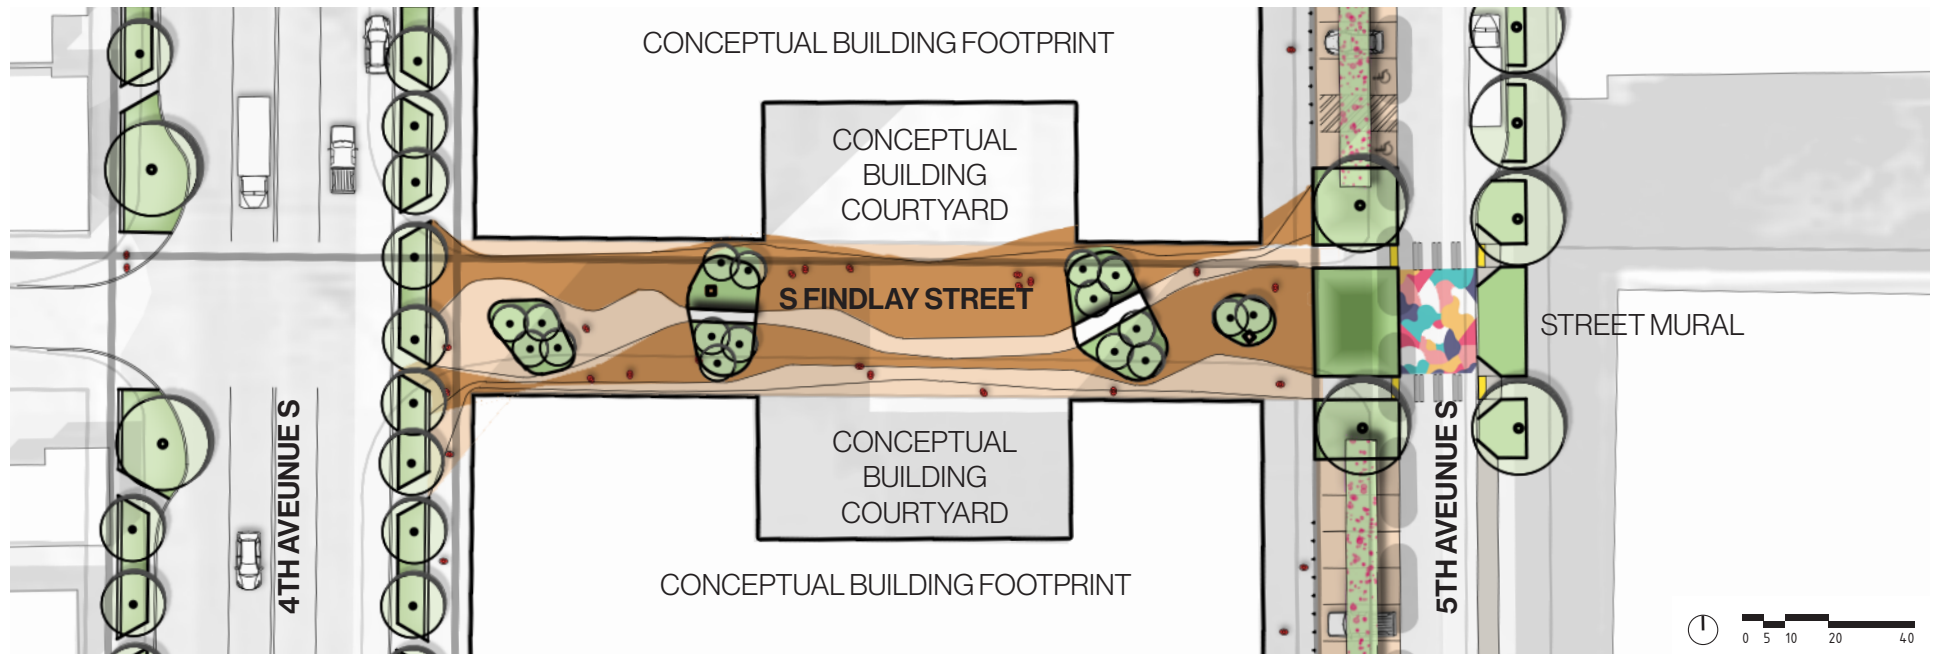 CONCEPTUAL BUILDING FOOTPRINT
CONCEPTUAL
BUILDING
COURTYARD
S FINDLAY STREET
STREET MURAL
4TH AVEUNUE S
5TH AVEUNUE S
CONCEPTUAL
BUILDING
COURTYARD
CONCEPTUAL BUILDING FOOTPRINT
0 5 10 20 40